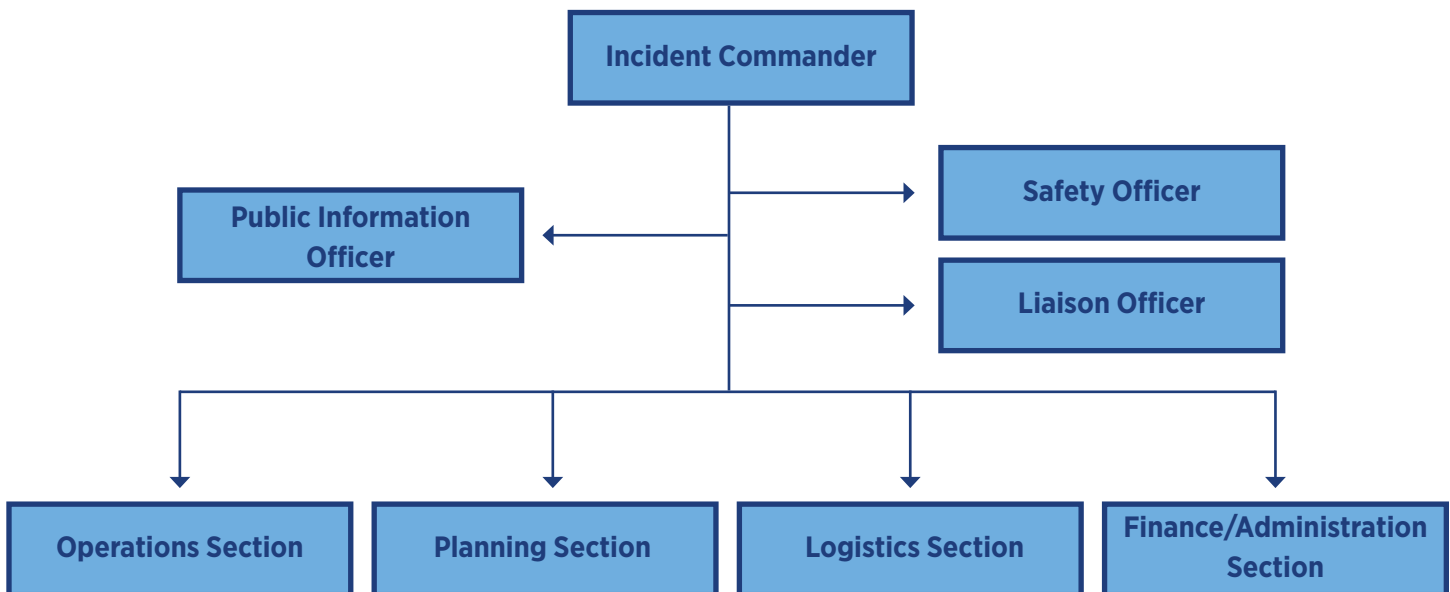 Incident Commander
Safety Officer
Public Information
Officer
Liaison Officer
Operations Section
Planning Section
Logistics Section
Finance/Administration
Section